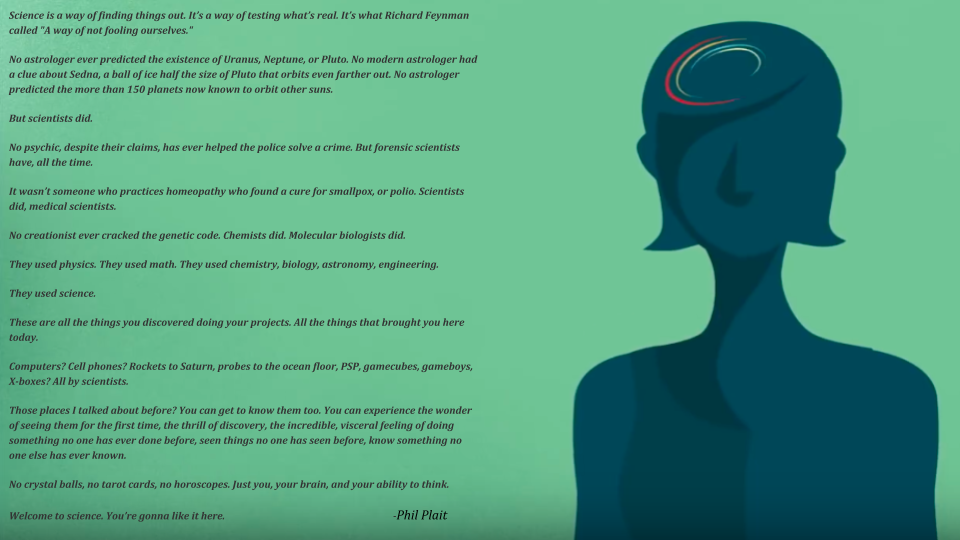 Science is a way of finding things out. It's a way of testing what's real. It's what Richard Feynman
called "A way of not fooling ourselves."
No astrologer ever predicted the existence of Uranus, Neptune, or Pluto. No modern astrologer had
a clue about Sedna, a ball of ice half the size of Pluto that orbits even farther out. No astrologer
predicted the more than 150 planets now known to orbit other suns.
But scientists did.
No psychic, despite their claims, has ever helped the police solve a crime. But forensic scientists
have, all the time.
It wasn't someone who practices homeopathy who found a cure for smallpox, or polio. Scientists
did, medical scientists.
No creationist ever cracked the genetic code. Chemists did. Molecular biologists did.
They used physics. They used math. They used chemistry, biology, astronomy, engineering.
They used science.
These are all the things you discovered doing your projects. All the things that brought you here
today.
Computers? Cell phones? Rockets to Saturn, probes to the ocean floor, PSP, gamecubes, gameboys,
X-boxes? All by scientists.
Those places I talked about before? You can get to know them too. You can experience the wonder
of seeing them for the first time, the thrill of discovery, the incredible, visceral feeling of doing
something no one has ever done before, seen things no one has seen before, know something no
one else has ever known.
No crystal balls, no tarot cards, no horoscopes. Just you, your brain, and your ability to think.
Welcome to science. You're gonna like it here.
-Phil Plait